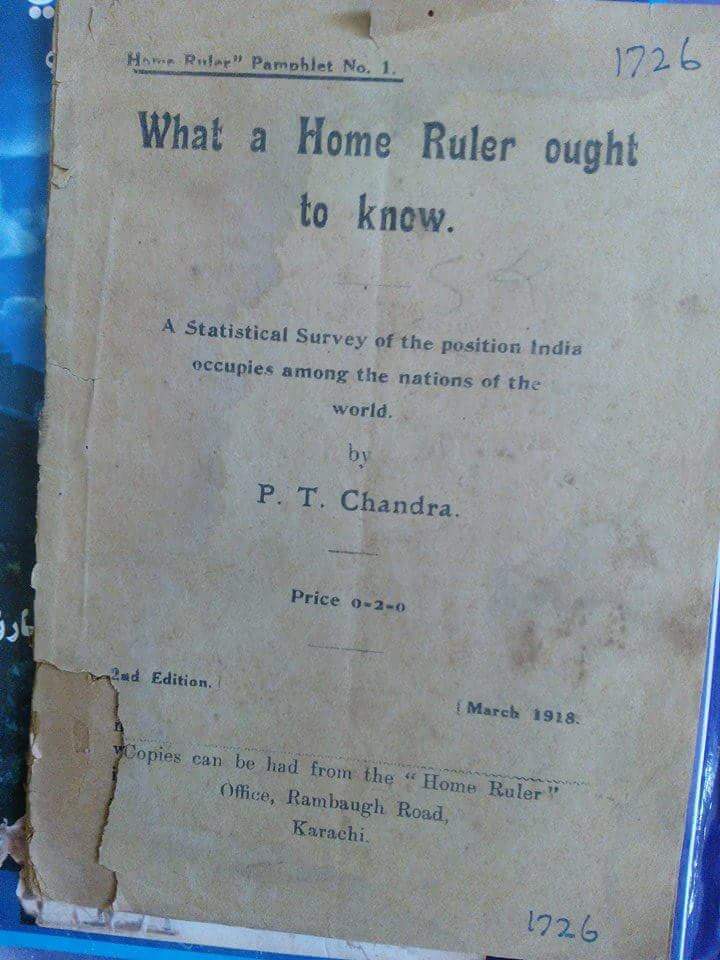 Home Ruler" Pamphlet No. 1.
1726
What a Home Ruler ought
to know.
A Statistical Survey of the position India
occupies among the nations of the
world.
by
P. T. Chandra.
Price 0-2-0
2nd Edition.
March 1918.
Copies can be had from the "Home Ruler"
Office, Rambaugh Road,
Karachi.
1726